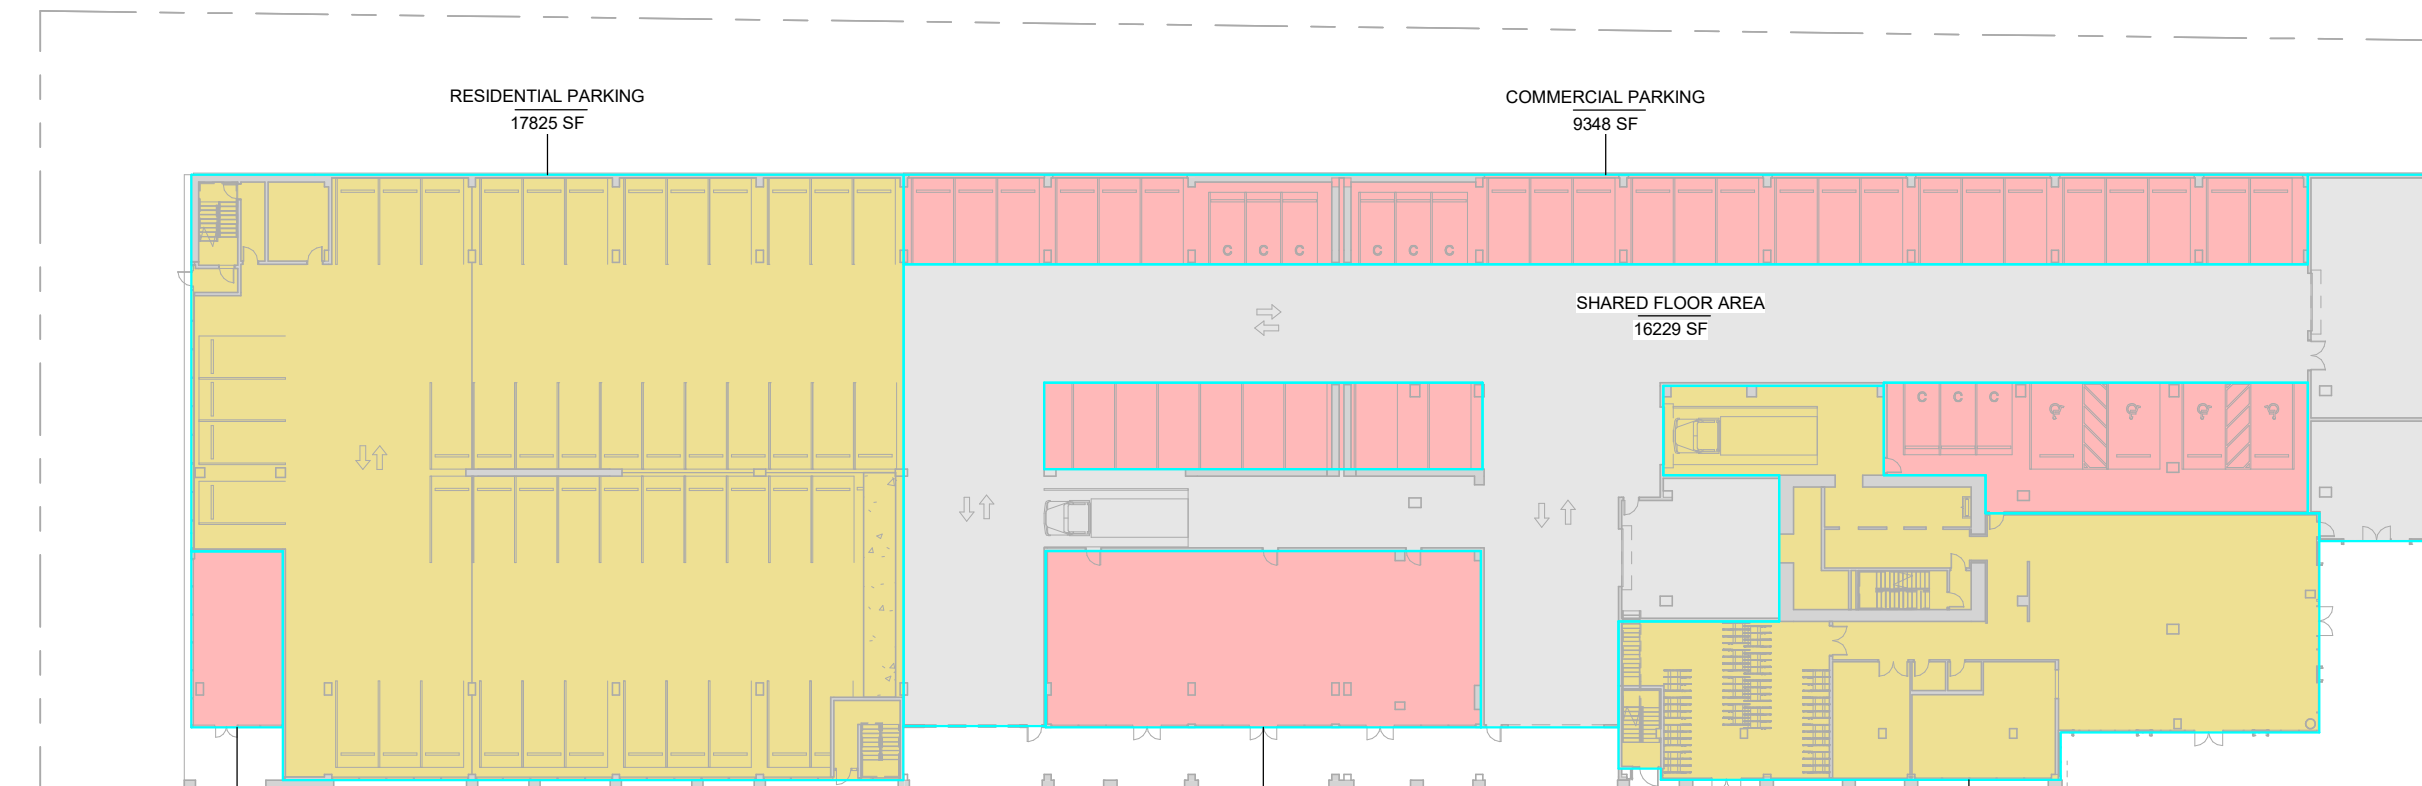 RESIDENTIAL PARKING
17825 SF
COMMERCIAL PARKING
9348 SF
C C C C C C
SHARED FLOOR AREA
16229 SF
C C C